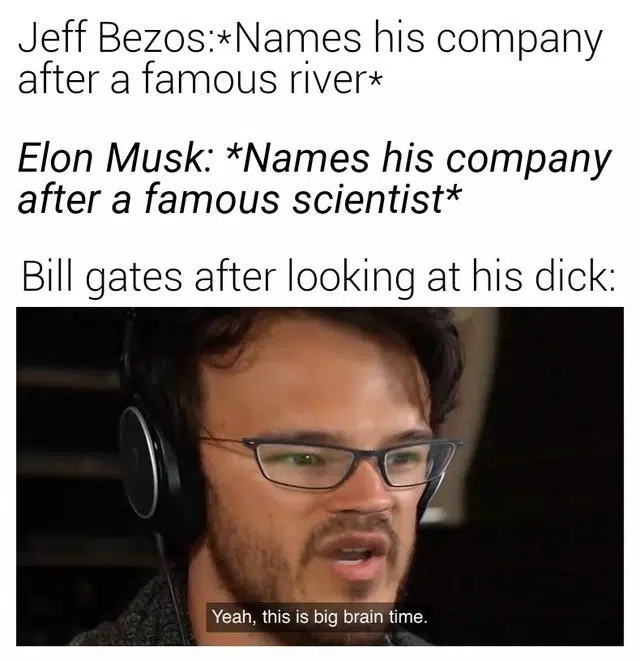 Jeff Bezos:*Names his company
after a famous river*
Elon Musk: *Names his company
after a famous scientist*
Bill gates after looking at his dick:
Yeah, this is big brain time.